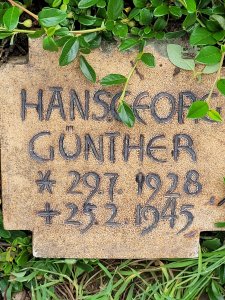 HANSGEORG
GÜNTHER
* 29.7. 1928
+ 25.2. 1945